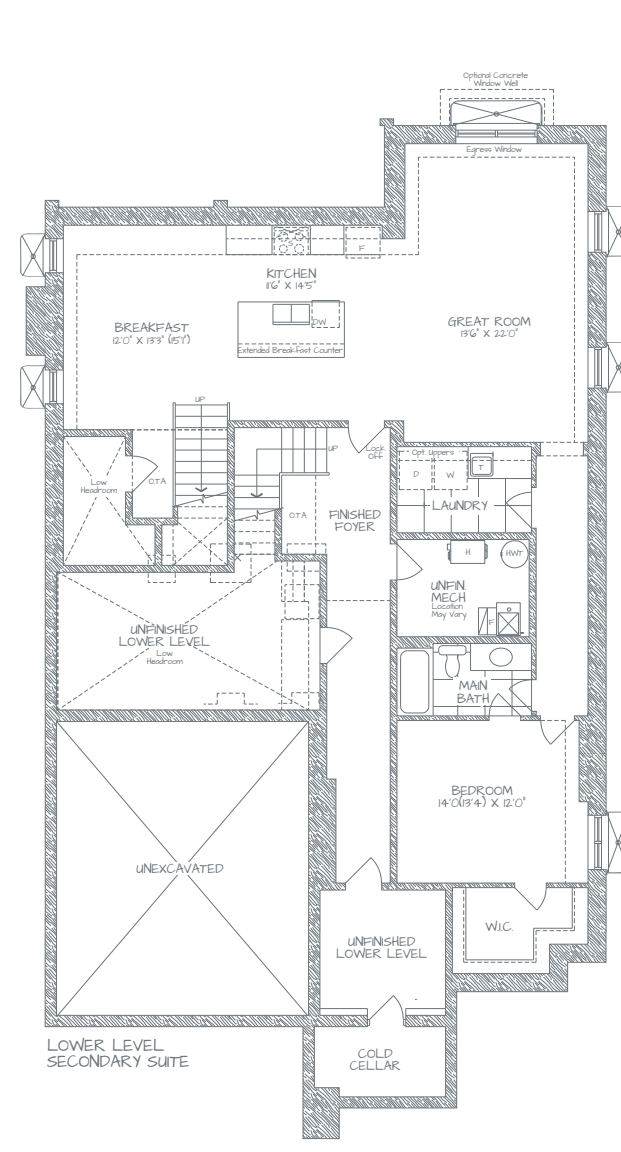 Optional Concrete
Window Well
Egress Window
S
F
KITCHEN
11'6" X 14'5"
BREAKFAST
12'0" X 13'3" (15'1")
DW
GREAT ROOM
13'6" X 22'0"
Extended Breakfast Counter
UP
UP
Lock
Off
Opt. Uppers
D
W
T
Low
Headroom
O.T.A.
O.T.A.
LAUNDRY
FINISHED
FOYER
H
HWT
UNFIN.
MECH
Location
May Vary
F
UNFINISHED
LOWER LEVEL
Low
Headroom
MAIN
BATH
BEDROOM
14'0(13'4) X 12'0"
UNEXCAVATED
W.I.C.
UNFINISHED
LOWER LEVEL
LOWER LEVEL
SECONDARY SUITE
COLD
CELLAR